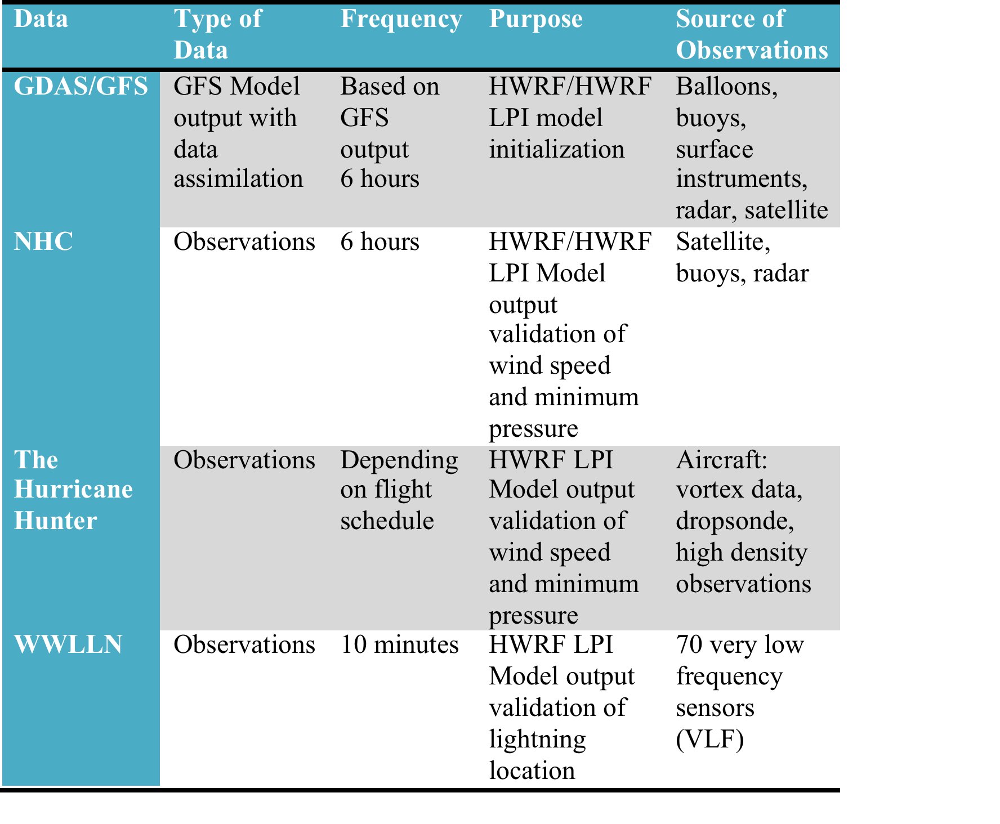 Data
Type of
Data
Frequency
Purpose
Source of
Observations
GDAS/GFS
GFS Model
output with
data
assimilation
Based on
GFS
output
6 hours
HWRF/HWRF
LPI model
initialization
Balloons,
buoys,
surface
instruments,
radar, satellite
NHC
Observations
6 hours
HWRF/HWRF
LPI Model
output
validation of
wind speed
and minimum
pressure
Satellite,
buoys, radar
The
Hurricane
Hunter
Observations
Depending
on flight
schedule
HWRF LPI
Model output
validation of
wind speed
and minimum
pressure
Aircraft:
vortex data,
dropsonde,
high density
observations
WWLLN
Observations
10 minutes
HWRF LPI
Model output
validation of
lightning
location
70 very low
frequency
sensors
(VLF)